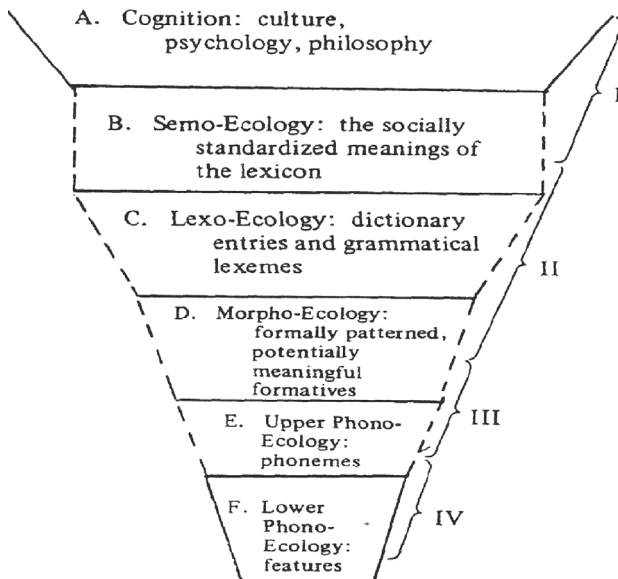 A. Cognition: culture,
psychology, philosophy
I
B. Semo-Ecology: the socially
standardized meanings of
the lexicon
C. Lexo-Ecology: dictionary
entries and grammatical
lexemes
II
D. Morpho-Ecology:
formally patterned,
potentially
meaningful
formatives
E. Upper Phono-
Ecology:
phonemes
III
F. Lower
Phono-
Ecology:
features
IV